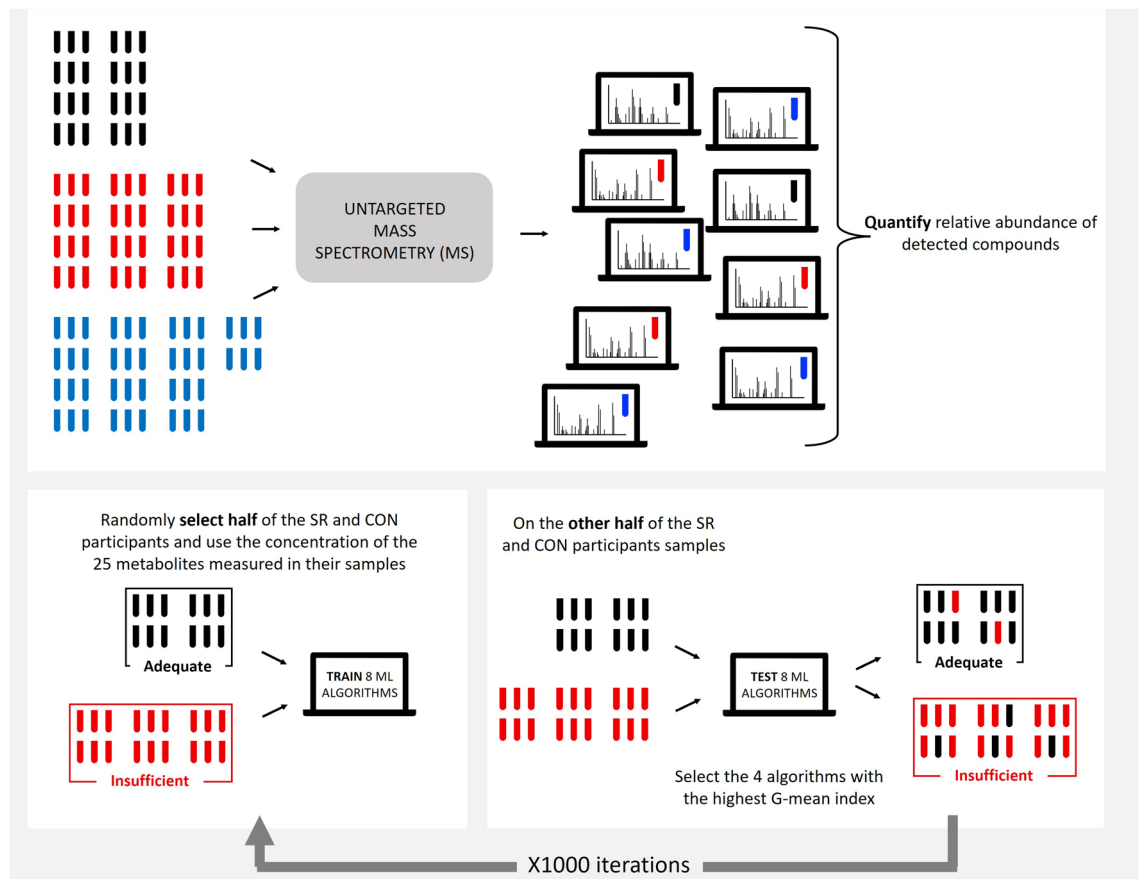 UNTARGETED
MASS
SPECTROMETRY (MS)
Quantify relative abundance of
detected compounds
Randomly select half of the SR and CON
participants and use the concentration of the
25 metabolites measured in their samples
Adequate
Insufficient
TRAIN 8 ML
ALGORITHMS
On the other half of the SR
and CON participants samples
TEST 8 ML
ALGORITHMS
Adequate
Insufficient
Select the 4 algorithms with
the highest G-mean index
X1000 iterations